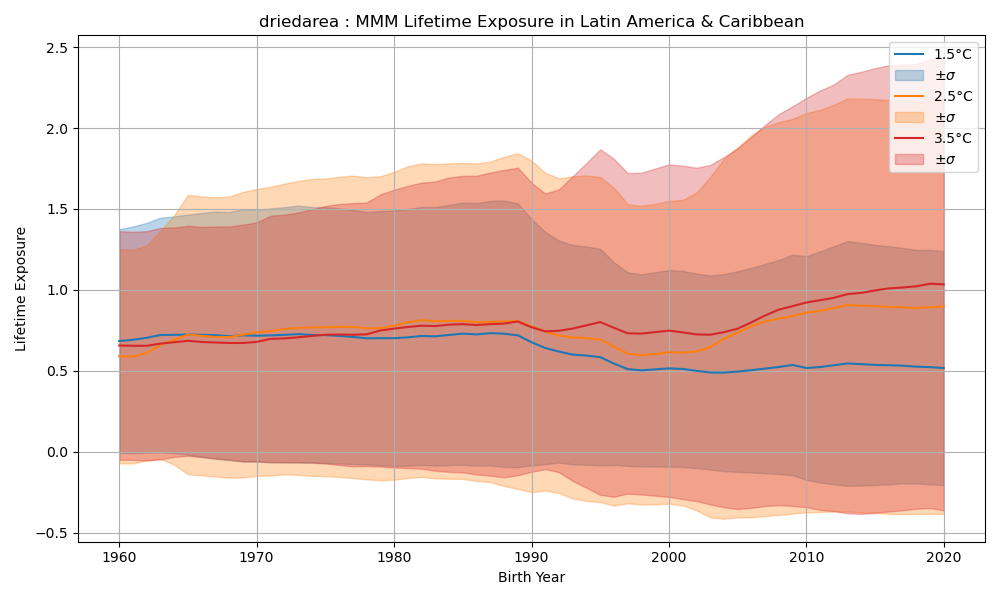 driedarea : MMM Lifetime Exposure in Latin America & Caribbean
2.5
2.0
1.5
1.0
0.5
0.0
−0.5
Lifetime Exposure
1960
1970
1980
1990
2000
2010
2020
Birth Year
1.5°C
±σ
2.5°C
±σ
3.5°C
±σ